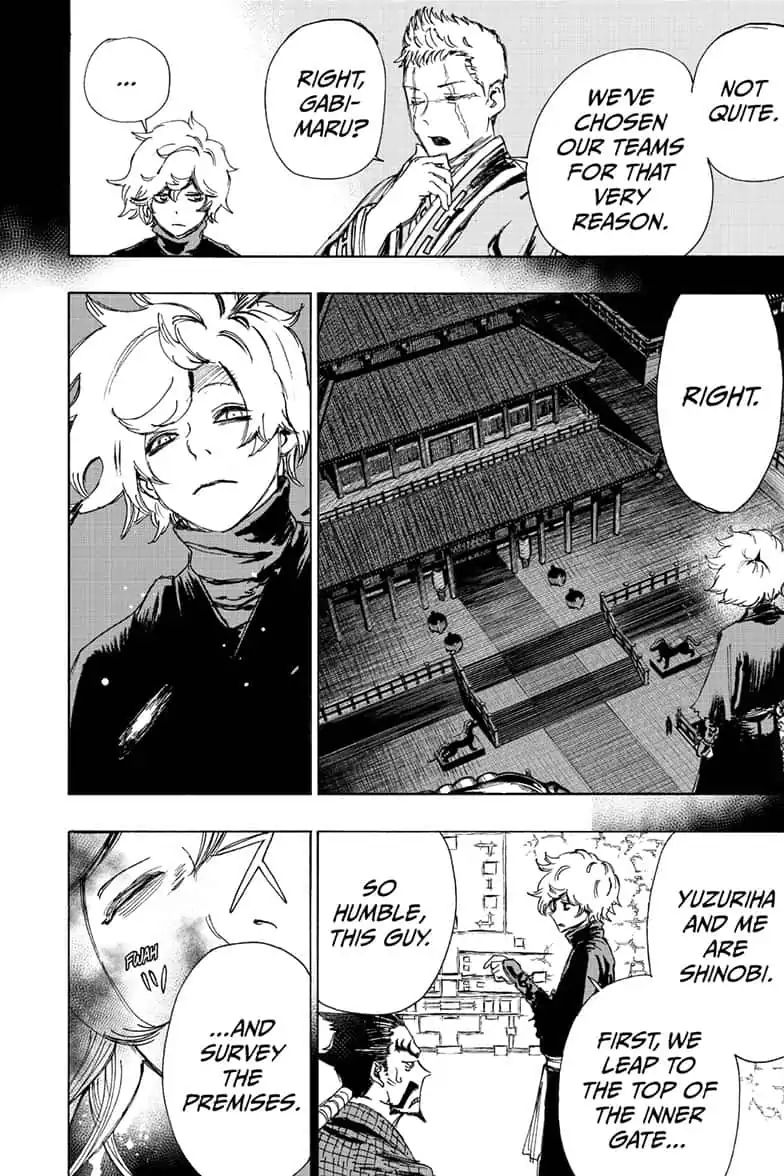 NOT
QUITE.
WE'VE
CHOSEN
OUR TEAMS
FOR THAT
VERY
REASON.
RIGHT,
GABI-
MARU?
...
RIGHT.
YUZURIHA
AND ME
ARE
SHINOBI.
FIRST, WE
LEAP TO
THE TOP OF
THE INNER
GATE...
SO
HUMBLE,
THIS GUY.
...AND
SURVEY
THE
PREMISES.
FWAH